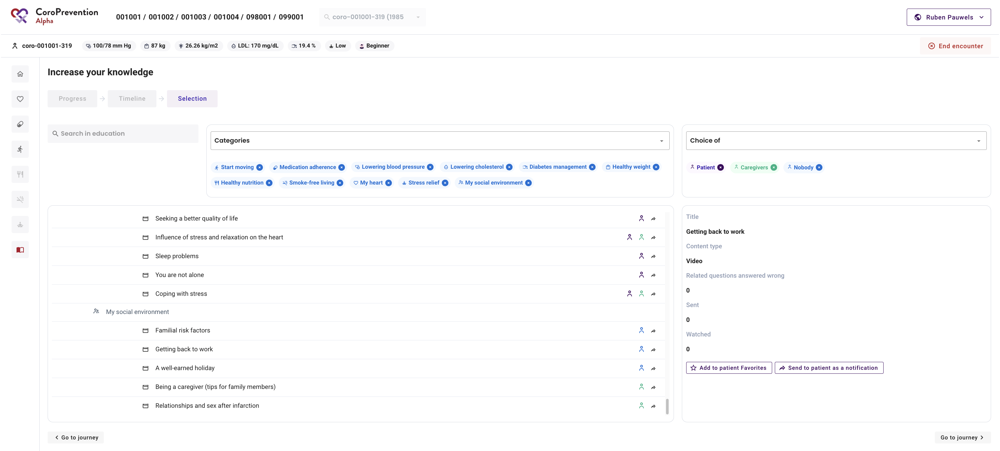 CoroPrevention
Alpha
001001 / 001002 / 001003 / 001004 / 098001 / 099001
coro-001001-319 (1985
Ruben Pauwels
coro-001001-319
100/78 mm Hg
87 kg
26.26 kg/m2
LDL: 170 mg/dL
19.4 %
Low
Beginner
End encounter
Increase your knowledge
Progress
Timeline
Selection
Search in education
Categories
Start moving
Medication adherence
Lowering blood pressure
Lowering cholesterol
Diabetes management
Healthy weight
Healthy nutrition
Smoke-free living
My heart
Stress relief
My social environment
Choice of
Patient
Caregivers
Nobody
Seeking a better quality of life
Influence of stress and relaxation on the heart
Sleep problems
You are not alone
Coping with stress
My social environment
Familial risk factors
Getting back to work
A well-earned holiday
Being a caregiver (tips for family members)
Relationships and sex after infarction
Title
Getting back to work
Content type
Video
Related questions answered wrong
0
Sent
0
Watched
0
Add to patient Favorites
Send to patient as a notification
Go to journey
Go to journey